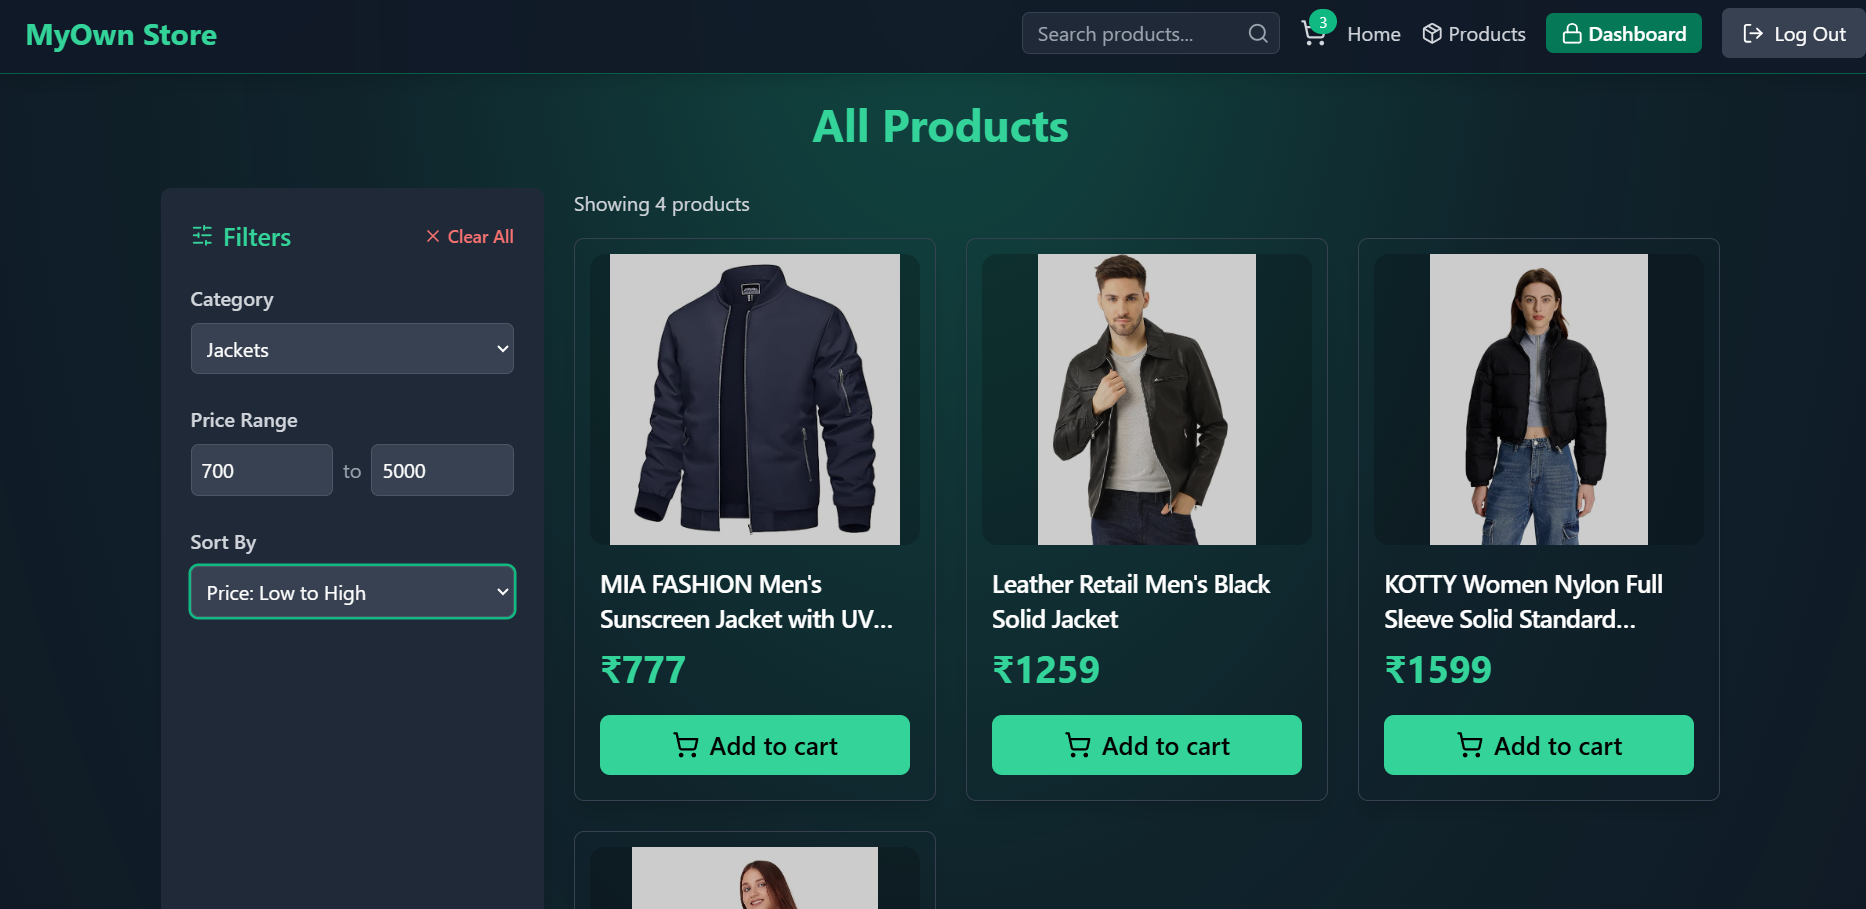 MyOwn Store
Search products...
3
Home
Products
Dashboard
Log Out
All Products
Filters
Clear All
Category
Jackets
Price Range
700 to 5000
Sort By
Price: Low to High
Showing 4 products
MIA FASHION Men's
Sunscreen Jacket with UV...
₹777
Add to cart
Leather Retail Men's Black
Solid Jacket
₹1259
Add to cart
KOTTY Women Nylon Full
Sleeve Solid Standard...
₹1599
Add to cart